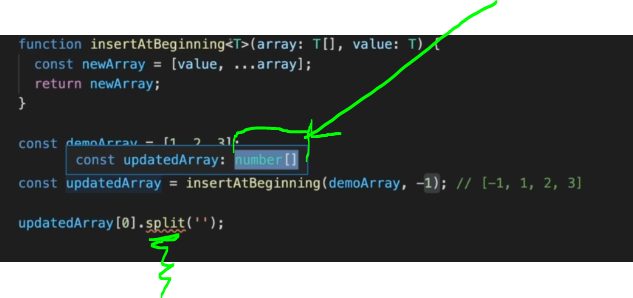 function insertAtBeginning<T>(array: T[], value: T) {
const newArray = [value, ...array];
return newArray;
}
const demoArray = [1, 2, 3];
const updatedArray: number[]
const updatedArray = insertAtBeginning(demoArray, -1); // [-1, 1, 2, 3]
updatedArray[0].split('');